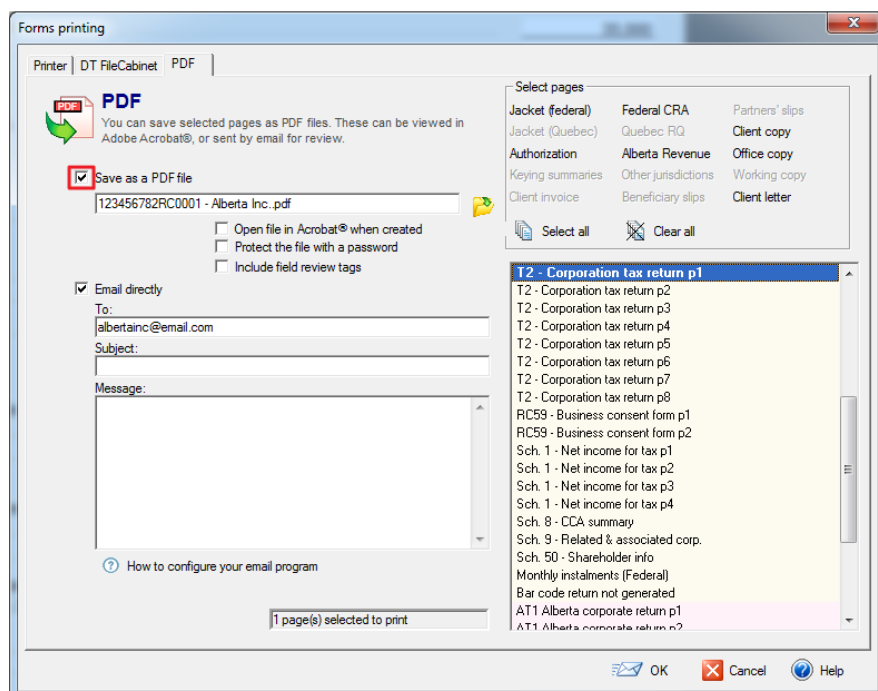 Forms printing
Printer DT FileCabinet PDF
PDF
PDF
You can save selected pages as PDF files. These can be viewed in
Adobe Acrobat®, or sent by email for review.
Save as a PDF file
123456782RC0001 - Alberta Inc..pdf
Open file in Acrobat® when created
Protect the file with a password
Include field review tags
Email directly
To:
albertainc@email.com
Subject:
Message:
How to configure your email program
1 page(s) selected to print
Select pages
Jacket (federal) Federal CRA Partners' slips
Jacket (Quebec) Quebec RQ Client copy
Authorization Alberta Revenue Office copy
Keying summaries Other jurisdictions Working copy
Client invoice Beneficiary slips Client letter
Select all Clear all
T2 - Corporation tax return p1
T2 - Corporation tax return p2
T2 - Corporation tax return p3
T2 - Corporation tax return p4
T2 - Corporation tax return p5
T2 - Corporation tax return p6
T2 - Corporation tax return p7
T2 - Corporation tax return p8
RC59 - Business consent form p1
RC59 - Business consent form p2
Sch. 1 - Net income for tax p1
Sch. 1 - Net income for tax p2
Sch. 1 - Net income for tax p3
Sch. 1 - Net income for tax p4
Sch. 8 - CCA summary
Sch. 9 - Related & associated corp.
Sch. 50 - Shareholder info
Monthly instalments (Federal)
Bar code return not generated
AT1 Alberta corporate return p1
AT1 Alberta corporate return p2
OK Cancel Help